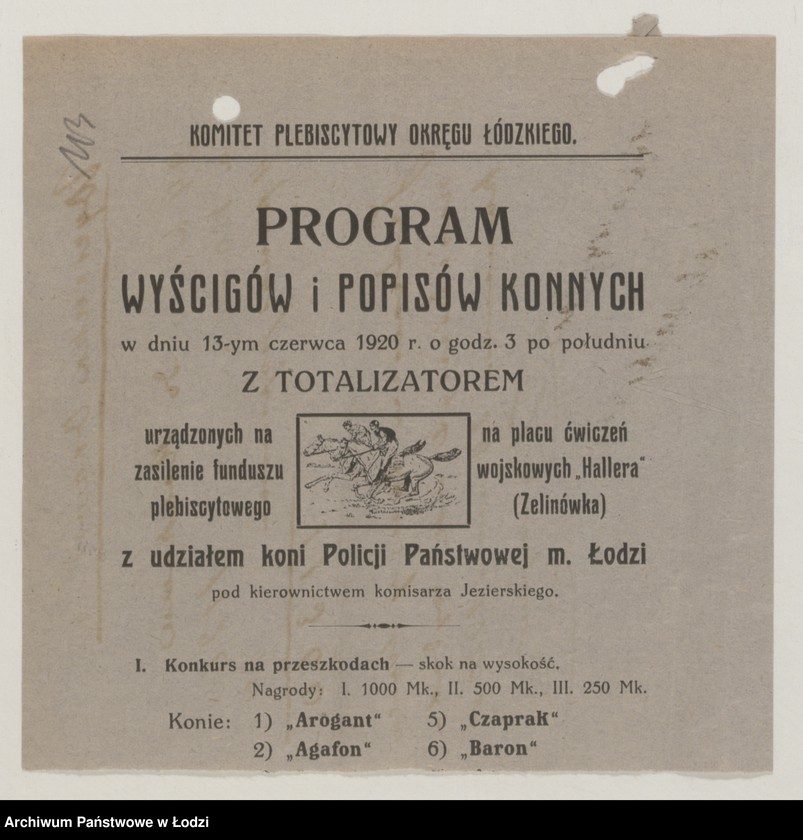 KOMITET PLEBISCYTOWY OKRĘGU ŁÓDZKIEGO.
PROGRAM
WYŚCIGÓW i POPISÓW KONNYCH
w dniu 13-ym czerwca 1920 r. o godz. 3 po południu
Z TOTALIZATOREM
urządzonych na
zasilenie funduszu
plebiscytowego
na placu ćwiczeń
wojskowych „Hallera"
(Zelinówka)
z udziałem koni Policji Państwowej m. Łodzi
pod kierownictwem komisarza Jezierskiego.
I. Konkurs na przeszkodach — skok na wysokość.
Nagrody: I. 1000 Mk., II. 500 Mk., III. 250 Mk.
Konie: 1) „Arogant" 5) „Czaprak"
2) „Agafon" 6) „Baron"
Archiwum Państwowe w Łodzi